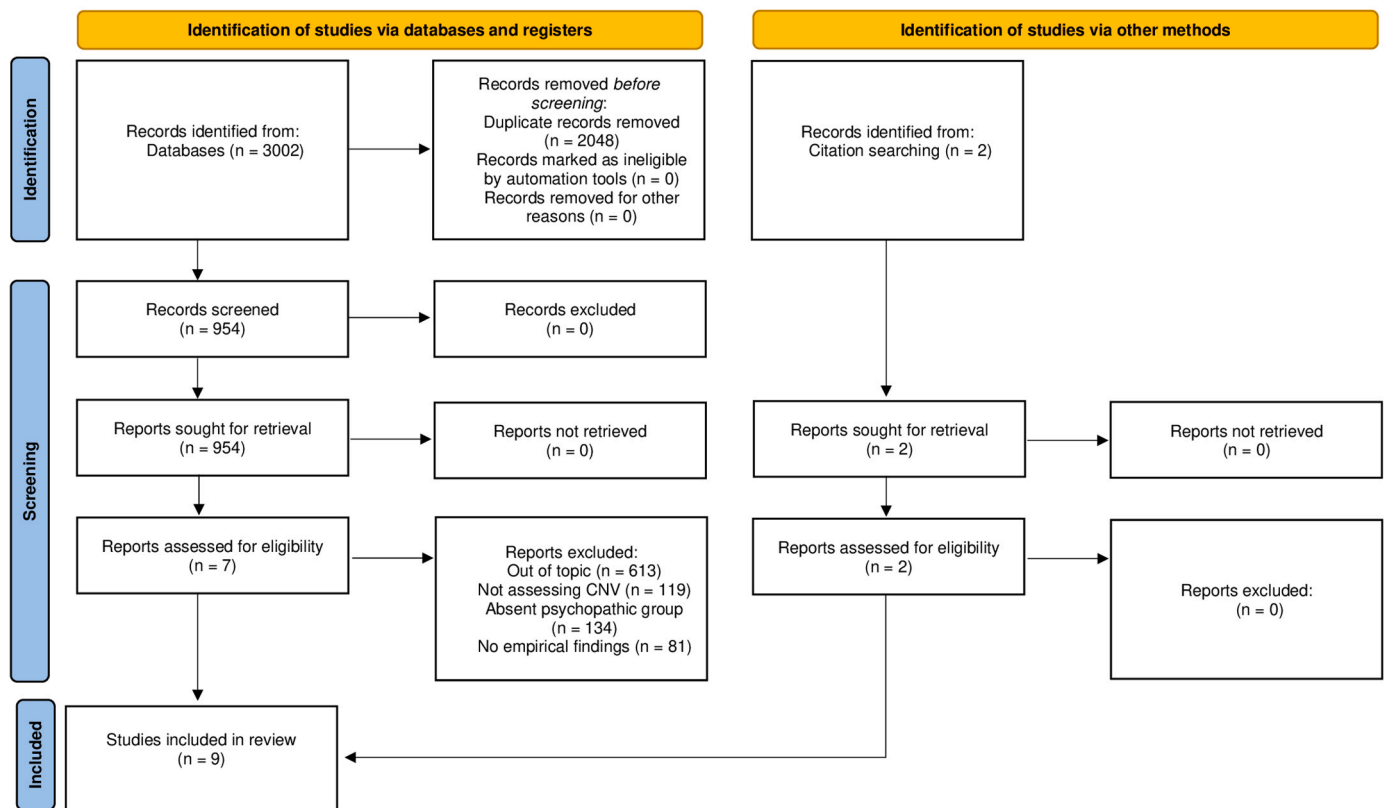 Identification of studies via databases and registers
Identification of studies via other methods
Identification
Records identified from:
Databases (n = 3002)
Records removed before
screening:
Duplicate records removed
(n = 2048)
Records marked as ineligible
by automation tools (n = 0)
Records removed for other
reasons (n = 0)
Records identified from:
Citation searching (n = 2)
Screening
Records screened
(n = 954)
Records excluded
(n = 0)
Reports sought for retrieval
(n = 954)
Reports not retrieved
(n = 0)
Reports sought for retrieval
(n = 2)
Reports not retrieved
(n = 0)
Reports assessed for eligibility
(n = 7)
Reports excluded:
Out of topic (n = 613)
Not assessing CNV (n = 119)
Absent psychopathic group
(n = 134)
No empirical findings (n = 81)
Reports assessed for eligibility
(n = 2)
Reports excluded:
(n = 0)
Included
Studies included in review
(n = 9)